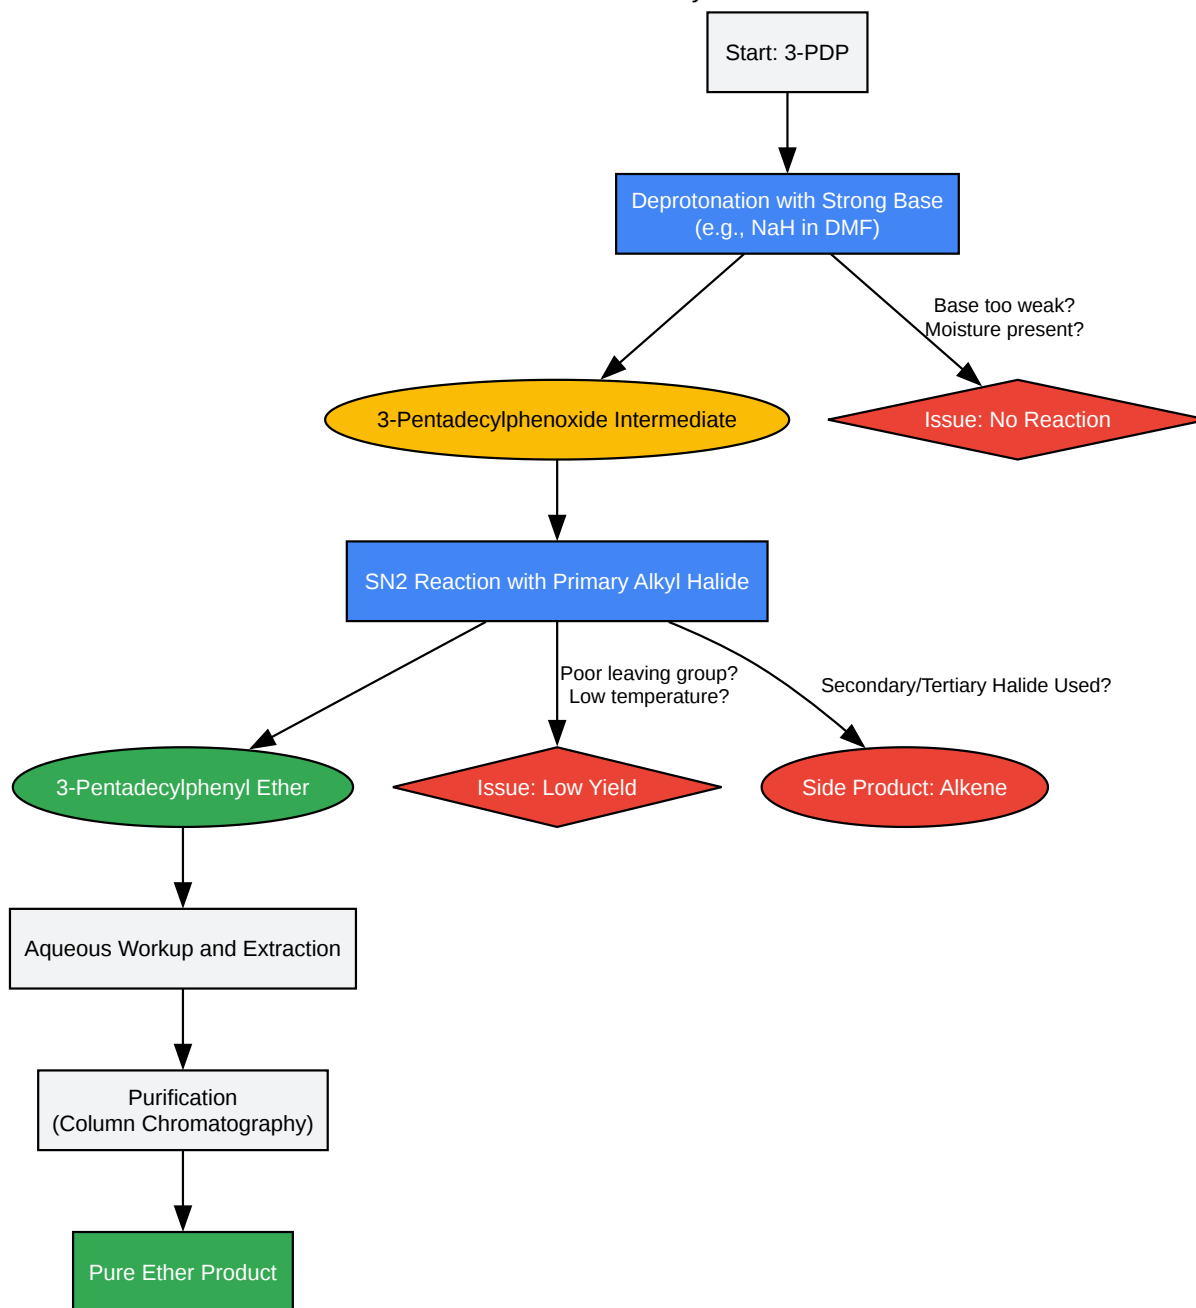 Start: 3-PDP
Deprotonation with Strong Base
(e.g., NaH in DMF)
Base too weak?
Moisture present?
3-Pentadecylphenoxide Intermediate
Issue: No Reaction
SN2 Reaction with Primary Alkyl Halide
Poor leaving group?
Low temperature?
Secondary/Tertiary Halide Used?
3-Pentadecylphenyl Ether
Issue: Low Yield
Side Product: Alkene
Aqueous Workup and Extraction
Purification
(Column Chromatography)
Pure Ether Product